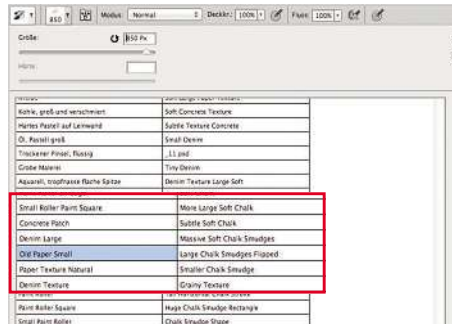 850 Modus: Normal Deckkr.: 100% Fluss: 100%
Größe: 850 Px
Härte:
Kohle, groß und verschmiert Soft Concrete Texture
Hartes Pastell auf Leinwand Subtle Texture Concrete
Öl, Pastell groß Small Denim
Trockener Pinsel, flüssig _11 psd
Grobe Malerei Tiny Denim
Aquarell, tropfnasse flache Spitze Denim Texture Large Soft
Small Roller Paint Square More Large Soft Chalk
Concrete Patch Subtle Soft Chalk
Denim Large Massive Soft Chalk Smudges
Old Paper Small Large Chalk Smudges Flipped
Paper Texture Natural Smaller Chalk Smudge
Denim Texture Grainy Texture
Paint Roller Square Huge Chalk Smudge Rectangle
Small Paint Roller Chalk Smudge Shape